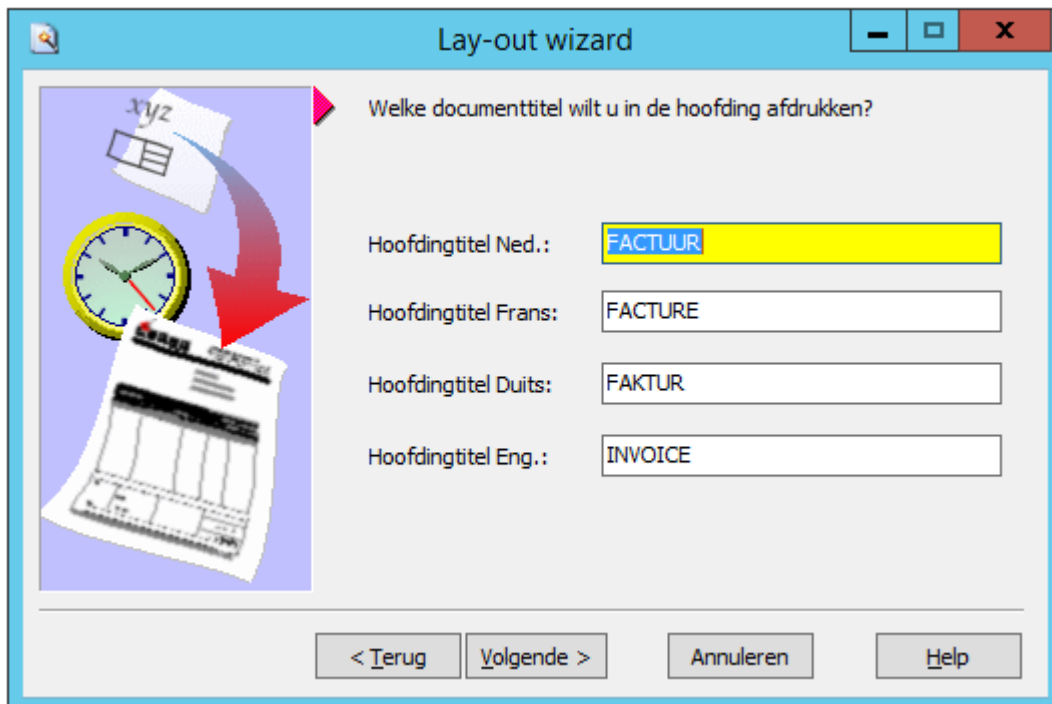 Lay-out wizard
xyz
Welke documenttitel wilt u in de hoofding afdrukken?
Hoofdingtitel Ned.: FACTUUR
Hoofdingtitel Frans: FACTURE
Hoofdingtitel Duits: FAKTUR
Hoofdingtitel Eng.: INVOICE
< Terug Volgende > Annuleren Help